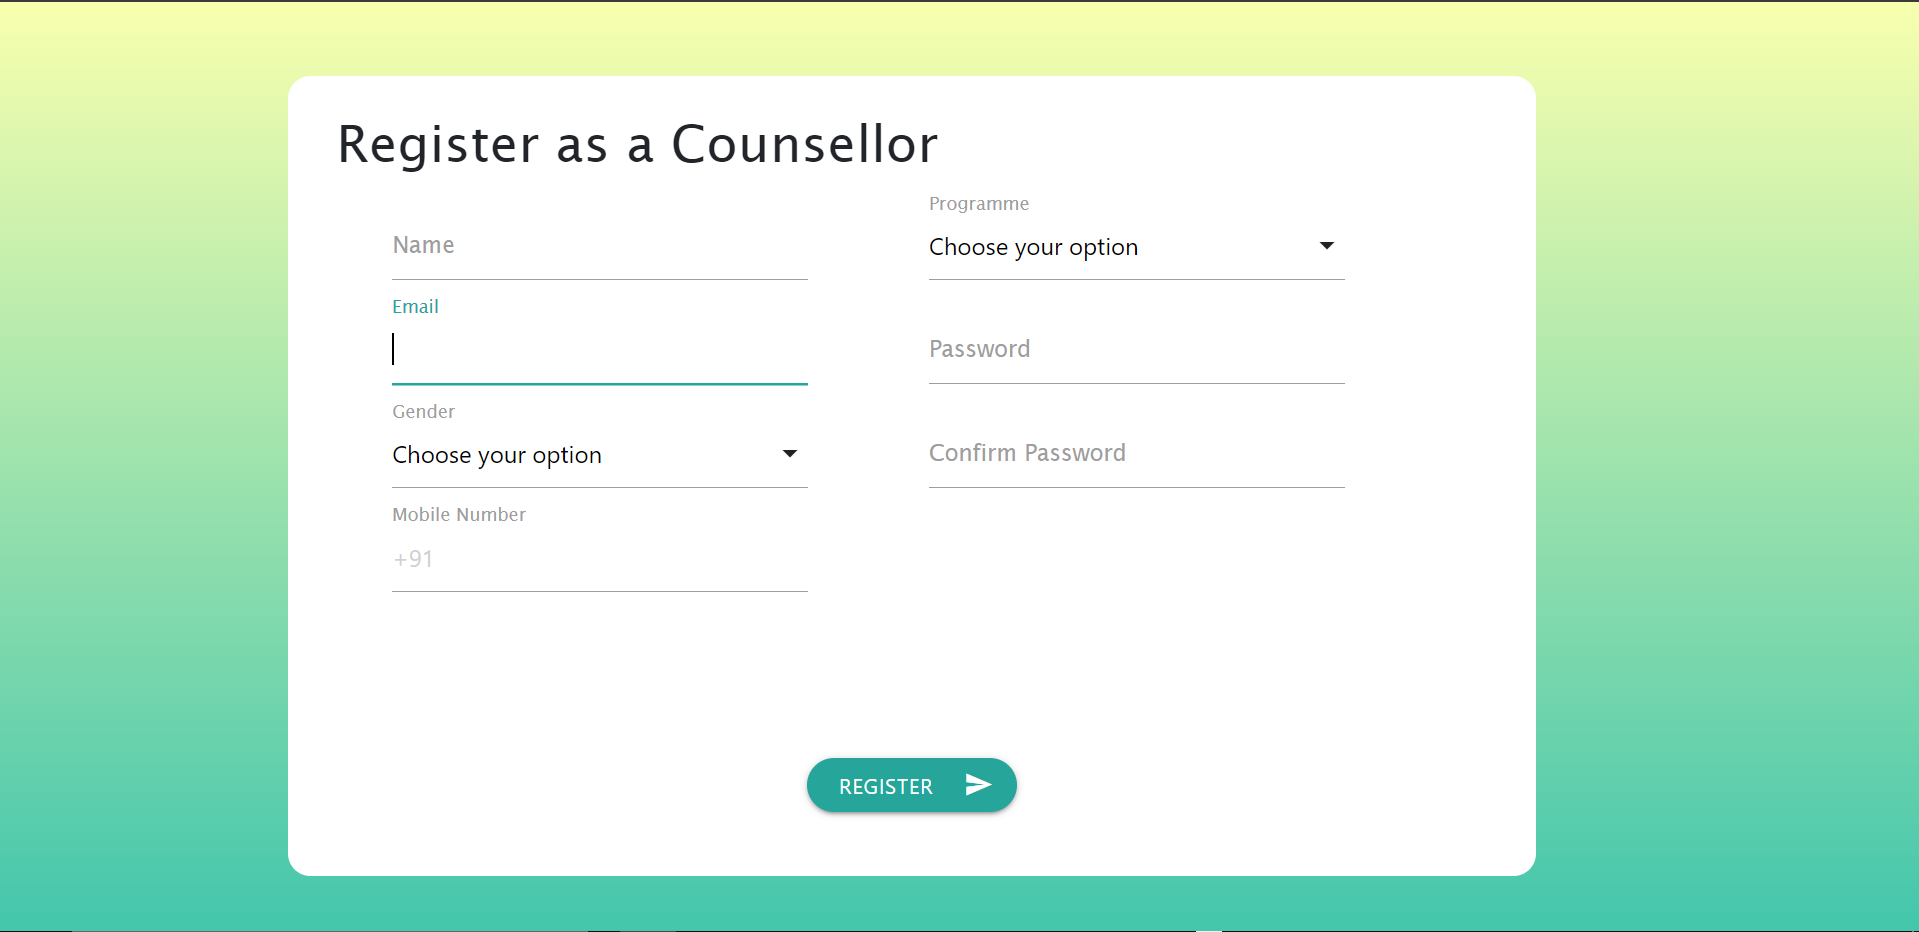 Register as a Counsellor
Name
Programme
Choose your option
Email
Password
Gender
Choose your option
Confirm Password
Mobile Number
+91
REGISTER